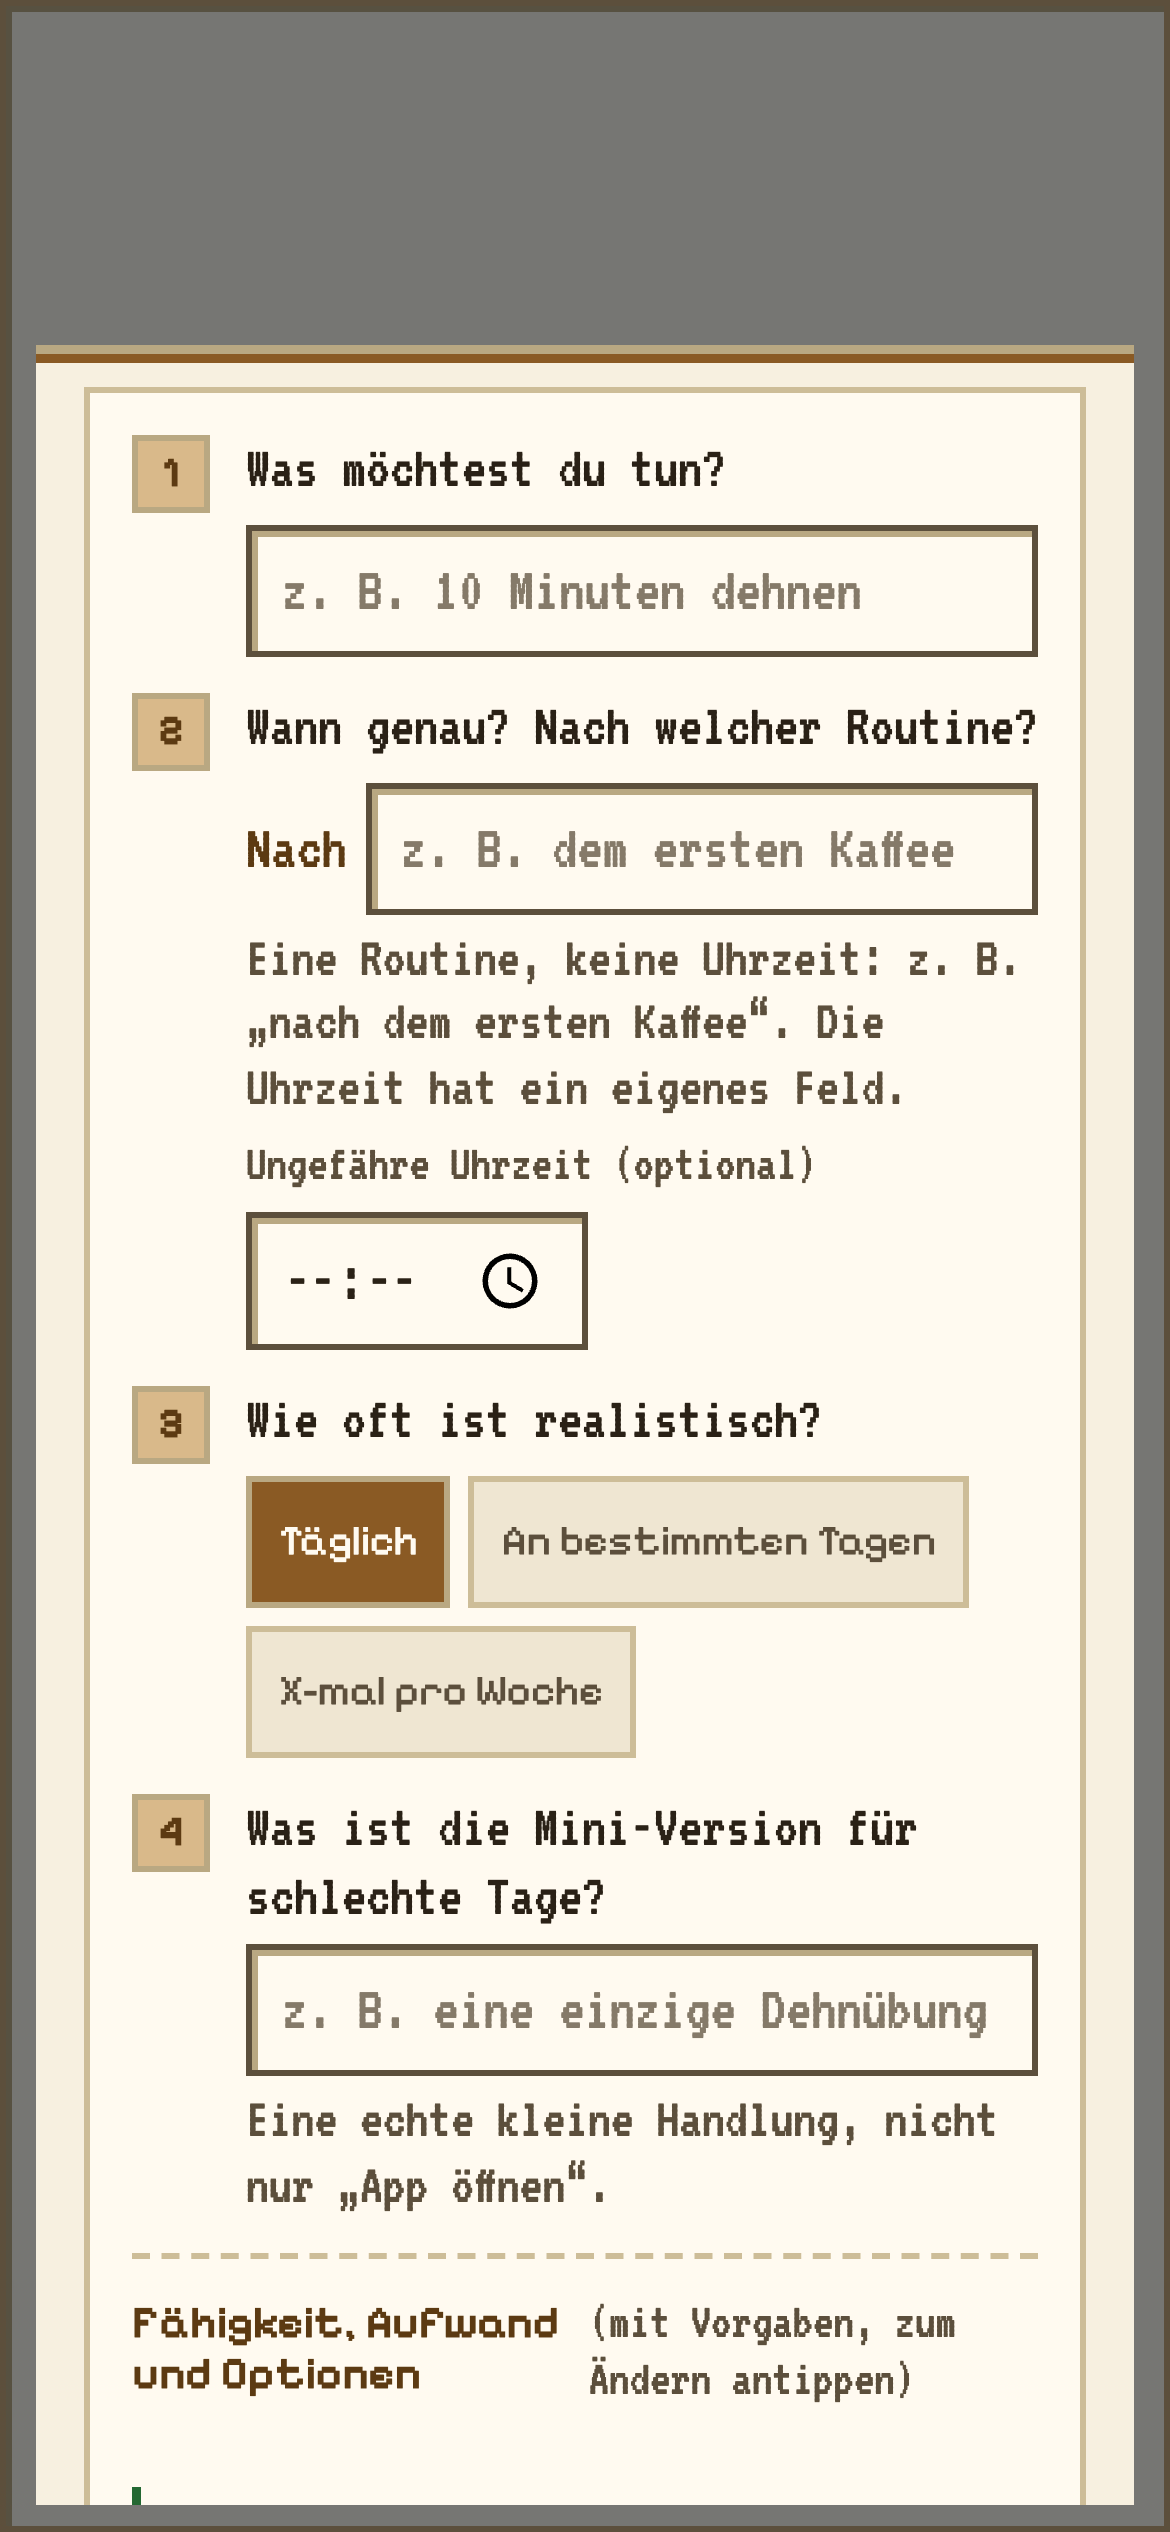 1 Was möchtest du tun?
z. B. 10 Minuten dehnen
2 Wann genau? Nach welcher Routine?
Nach z. B. dem ersten Kaffee
Eine Routine, keine Uhrzeit: z. B.
„nach dem ersten Kaffee“. Die
Uhrzeit hat ein eigenes Feld.
Ungefähre Uhrzeit (optional)
--:--
3 Wie oft ist realistisch?
Täglich An bestimmten Tagen
X-mal pro Woche
4 Was ist die Mini-Version für
schlechte Tage?
z. B. eine einzige Dehnübung
Eine echte kleine Handlung, nicht
nur „App öffnen“.
Fähigkeit, Aufwand (mit Vorgaben, zum
und Optionen Ändern antippen)